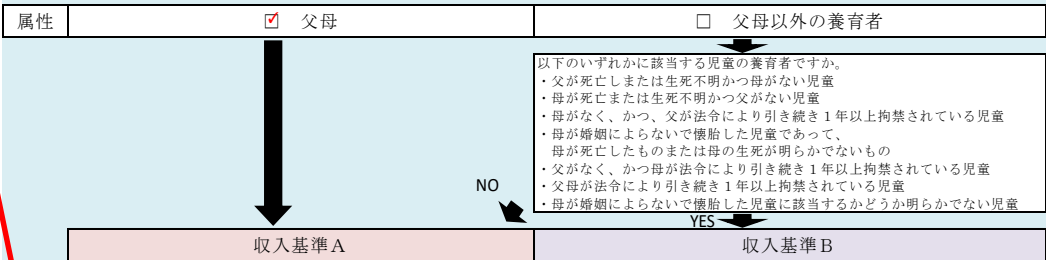 属性
☑ 父母
□ 父母以外の養育者
以下のいずれかに該当する児童の養育者ですか。
・父が死亡しまたは生死不明かつ母がない児童
・母が死亡または生死不明かつ父がない児童
・母がなく、かつ、父が法令により引き続き１年以上拘禁されている児童
・母が婚姻によらないで懐胎した児童であって、
母が死亡したものまたは母の生死が明らかでないもの
・父がなく、かつ母が法令により引き続き１年以上拘禁されている児童
・父母が法令により引き続き１年以上拘禁されている児童
・母が婚姻によらないで懐胎した児童に該当するかどうか明らかでない児童
NO
YES
収入基準Ａ
収入基準Ｂ